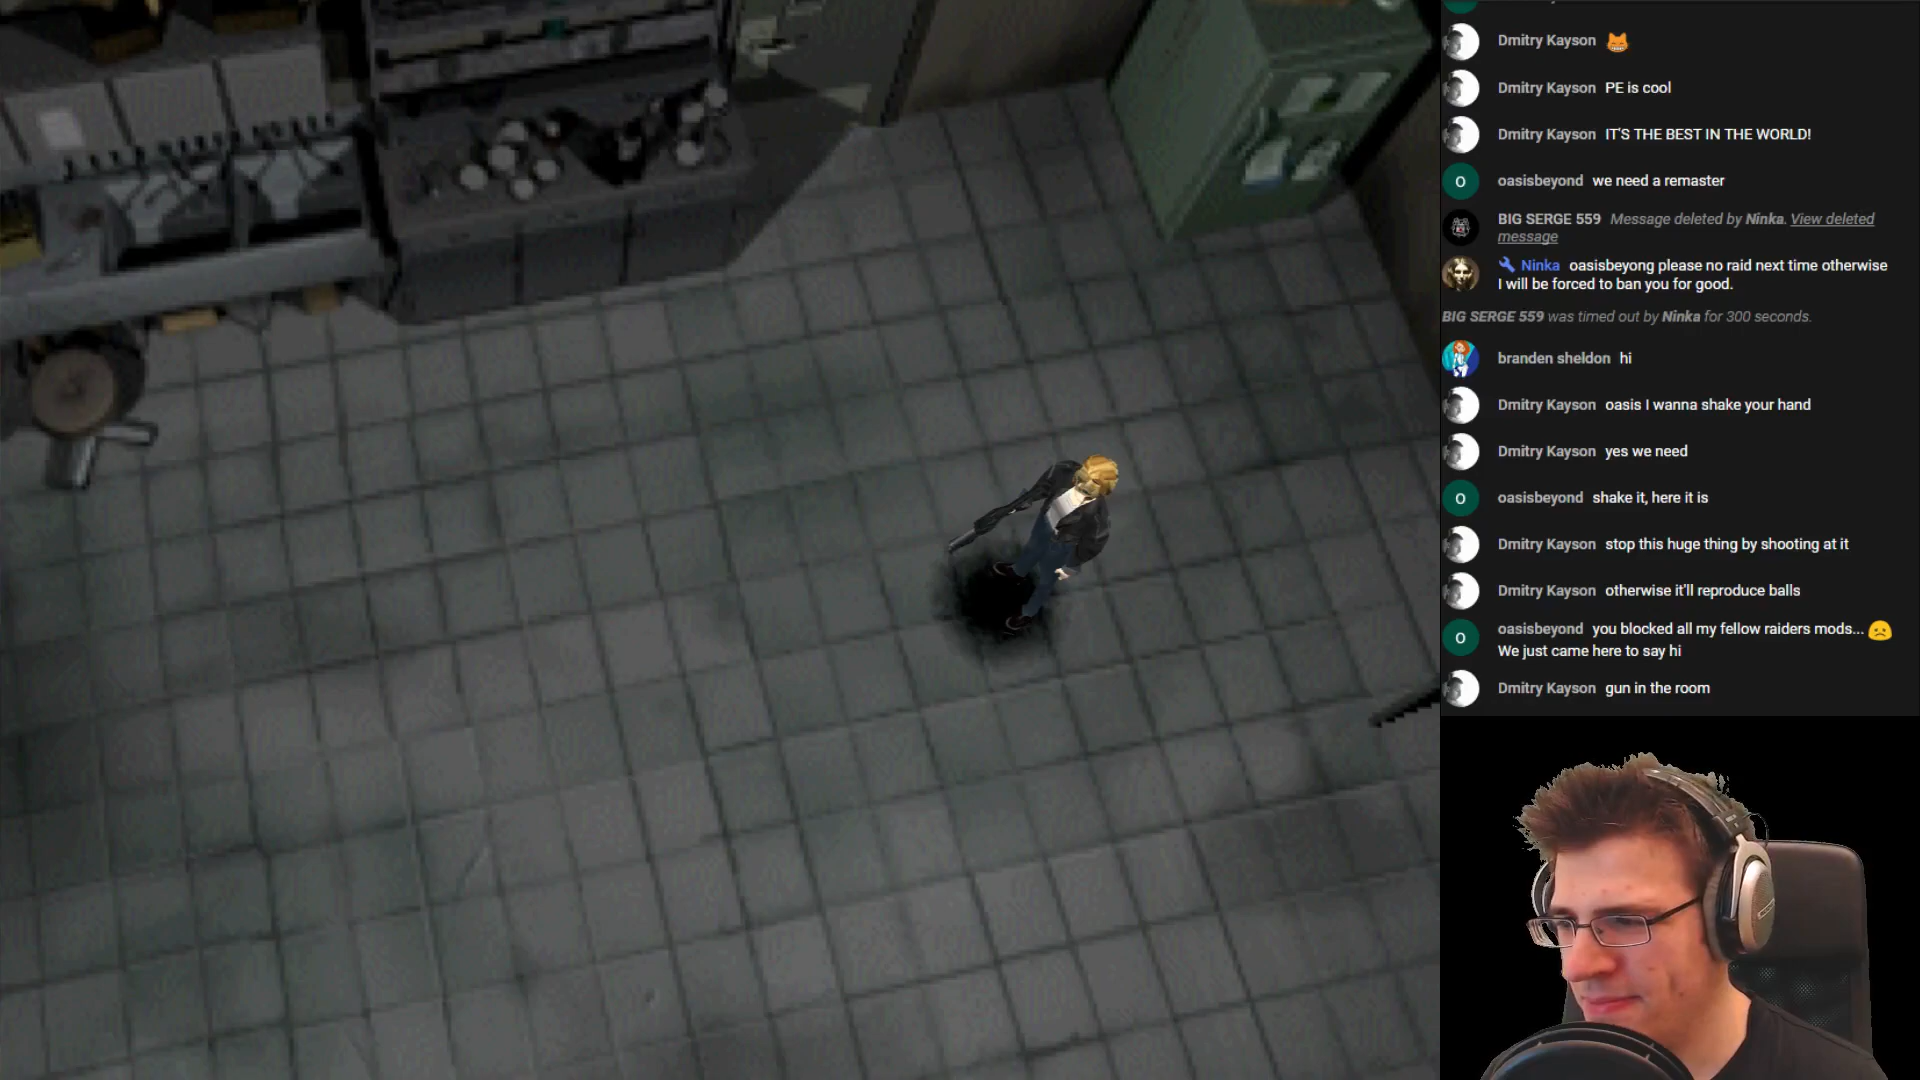 Dmitry Kayson
Dmitry Kayson PE is cool
Dmitry Kayson IT'S THE BEST IN THE WORLD!
O oasisbeyond we need a remaster
BIG SERGE 559 Message deleted by Ninka. View deleted
message
Ninka oasisbeyong please no raid next time otherwise
I will be forced to ban you for good.
BIG SERGE 559 was timed out by Ninka for 300 seconds.
branden sheldon hi
Dmitry Kayson oasis I wanna shake your hand
Dmitry Kayson yes we need
O oasisbeyond shake it, here it is
Dmitry Kayson stop this huge thing by shooting at it
Dmitry Kayson otherwise it'll reproduce balls
O oasisbeyond you blocked all my fellow raiders mods...
We just came here to say hi
Dmitry Kayson gun in the room